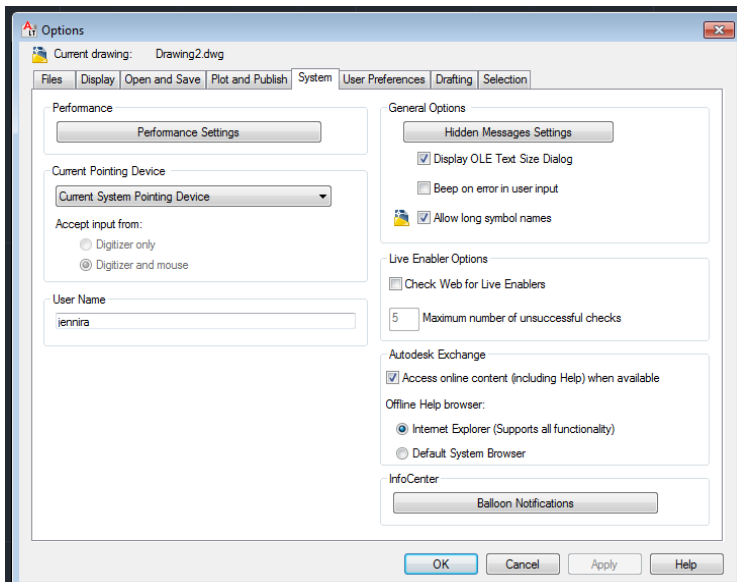 Options
Current drawing: Drawing2.dwg
Files Display Open and Save Plot and Publish System User Preferences Drafting Selection
Performance
Performance Settings
Current Pointing Device
Current System Pointing Device
Accept input from:
Digitizer only
Digitizer and mouse
User Name
jennira
General Options
Hidden Messages Settings
Display OLE Text Size Dialog
Beep on error in user input
Allow long symbol names
Live Enabler Options
Check Web for Live Enablers
5 Maximum number of unsuccessful checks
Autodesk Exchange
Access online content (including Help) when available
Offline Help browser:
Internet Explorer (Supports all functionality)
Default System Browser
InfoCenter
Balloon Notifications
OK Cancel Apply Help